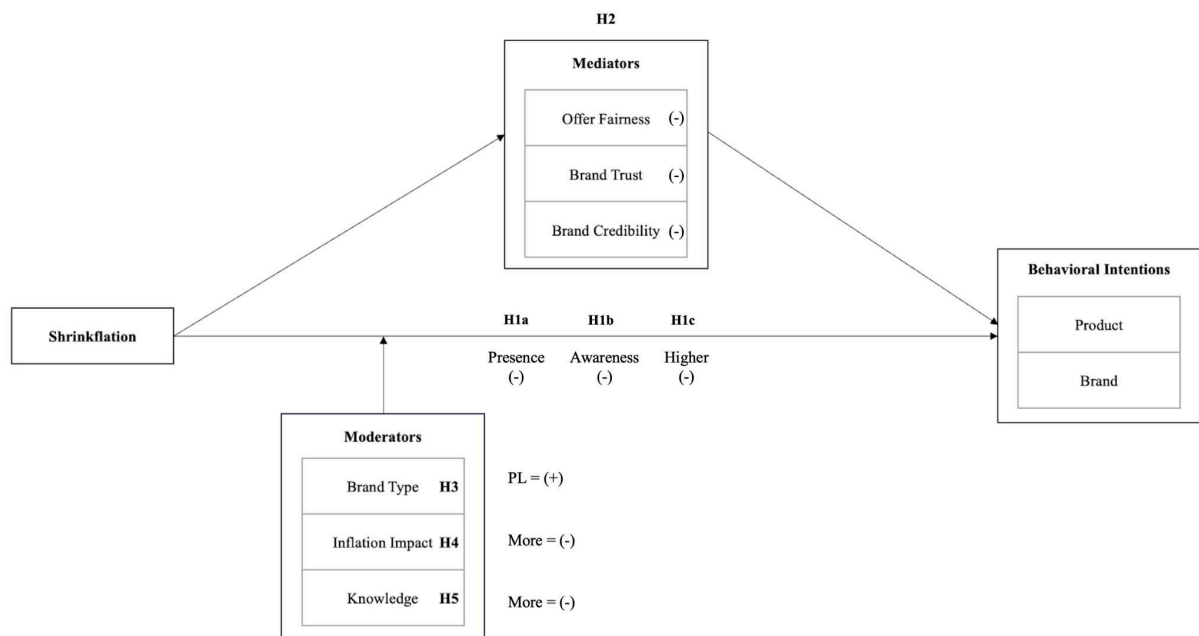 H2
Mediators
Offer Fairness (-)
Brand Trust (-)
Brand Credibility (-)
Behavioral Intentions
Product
Brand
Shrinkflation
H1a H1b H1c
Presence Awareness Higher
(-) (-) (-)
Moderators
Brand Type H3 PL = (+)
Inflation Impact H4 More = (-)
Knowledge H5 More = (-)